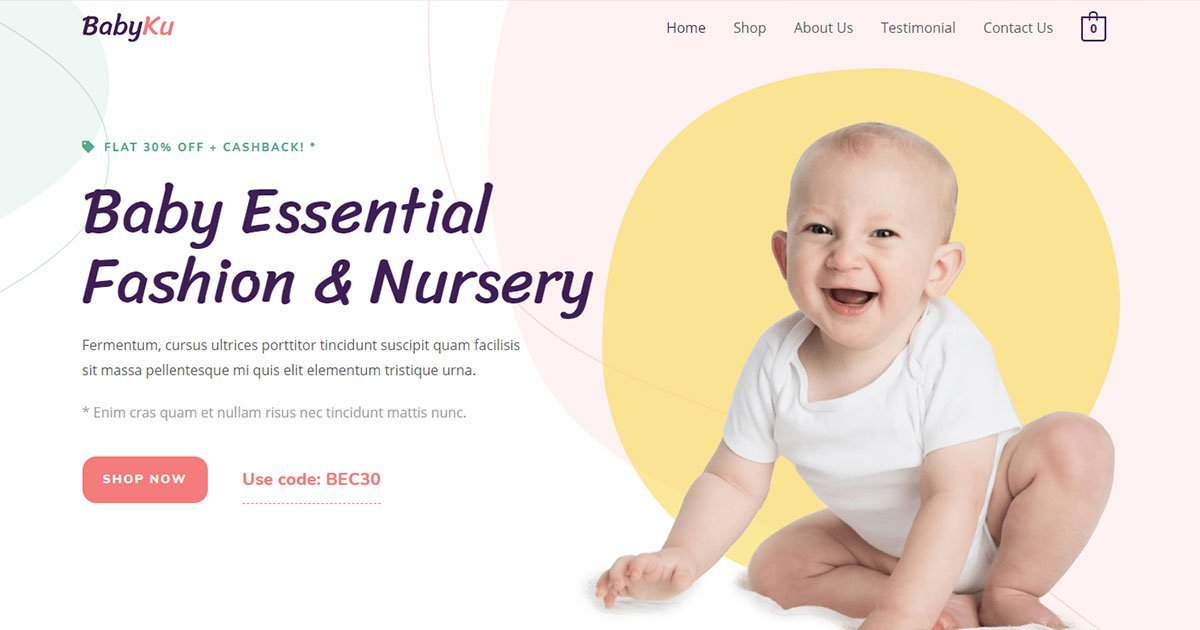 BabyKu
Home Shop About Us Testimonial Contact Us 0
FLAT 30% OFF + CASHBACK! *
Baby Essential
Fashion & Nursery
Fermentum, cursus ultrices porttitor tincidunt suscipit quam facilisis
sit massa pellentesque mi quis elit elementum tristique urna.
* Enim cras quam et nullam risus nec tincidunt mattis nunc.
SHOP NOW Use code: BEC30